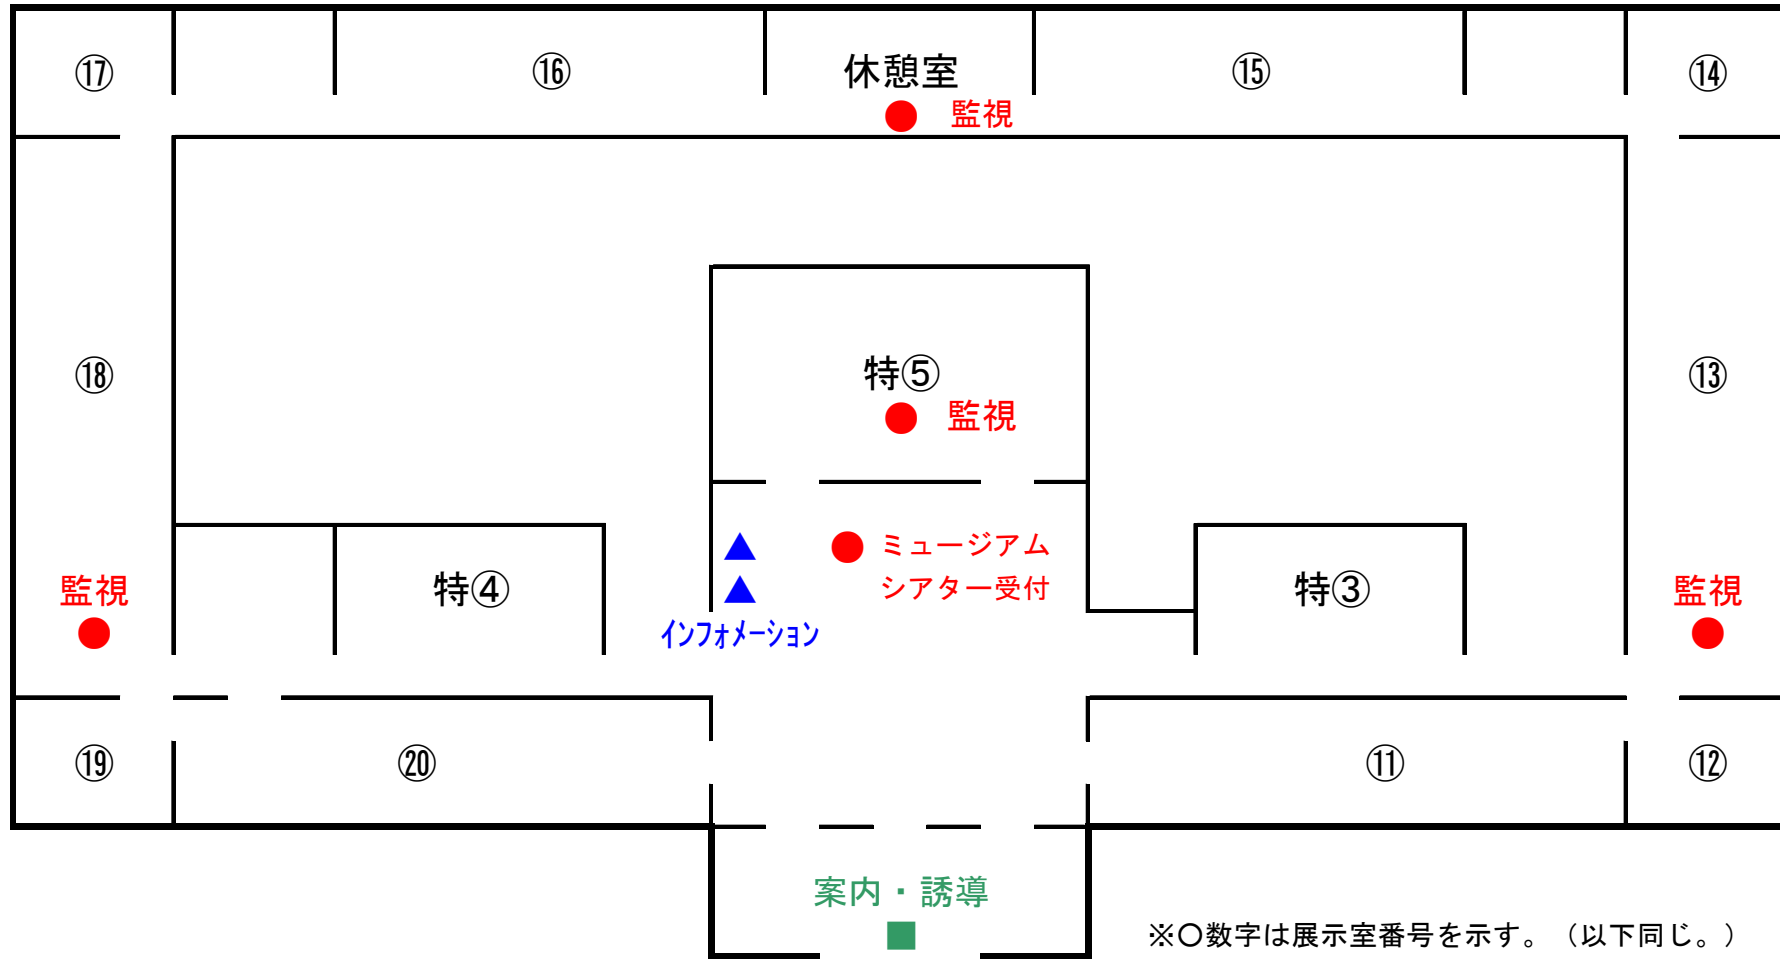 ⑰
⑯
休憩室
⑮
⑭
監視
⑱
特⑤
⑬
監視
ミュージアム
シアター受付
監視
特④
特③
監視
インフォメーション
⑲
⑳
⑪
⑫
案内・誘導
※〇数字は展示室番号を示す。（以下同じ。）